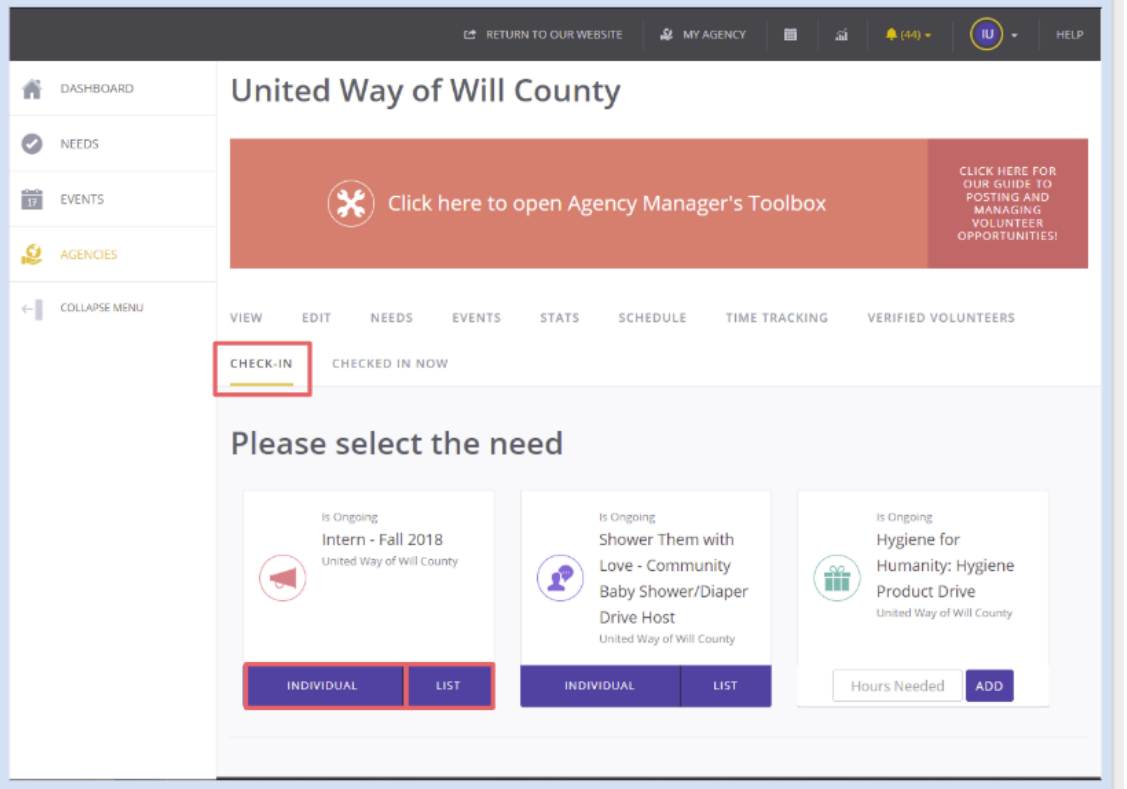 RETURN TO OUR WEBSITE MY AGENCY (44) IU HELP
DASHBOARD
NEEDS
17 EVENTS
AGENCIES
COLLAPSE MENU
United Way of Will County
Click here to open Agency Manager's Toolbox
CLICK HERE FOR
OUR GUIDE TO
POSTING AND
MANAGING
VOLUNTEER
OPPORTUNITIES!
VIEW EDIT NEEDS EVENTS STATS SCHEDULE TIME TRACKING VERIFIED VOLUNTEERS
CHECK-IN CHECKED IN NOW
Please select the need
Is Ongoing
Intern - Fall 2018
United Way of Will County
INDIVIDUAL LIST
Is Ongoing
Shower Them with
Love - Community
Baby Shower/Diaper
Drive Host
United Way of Will County
INDIVIDUAL LIST
Is Ongoing
Hygiene for
Humanity: Hygiene
Product Drive
United Way of Will County
Hours Needed ADD